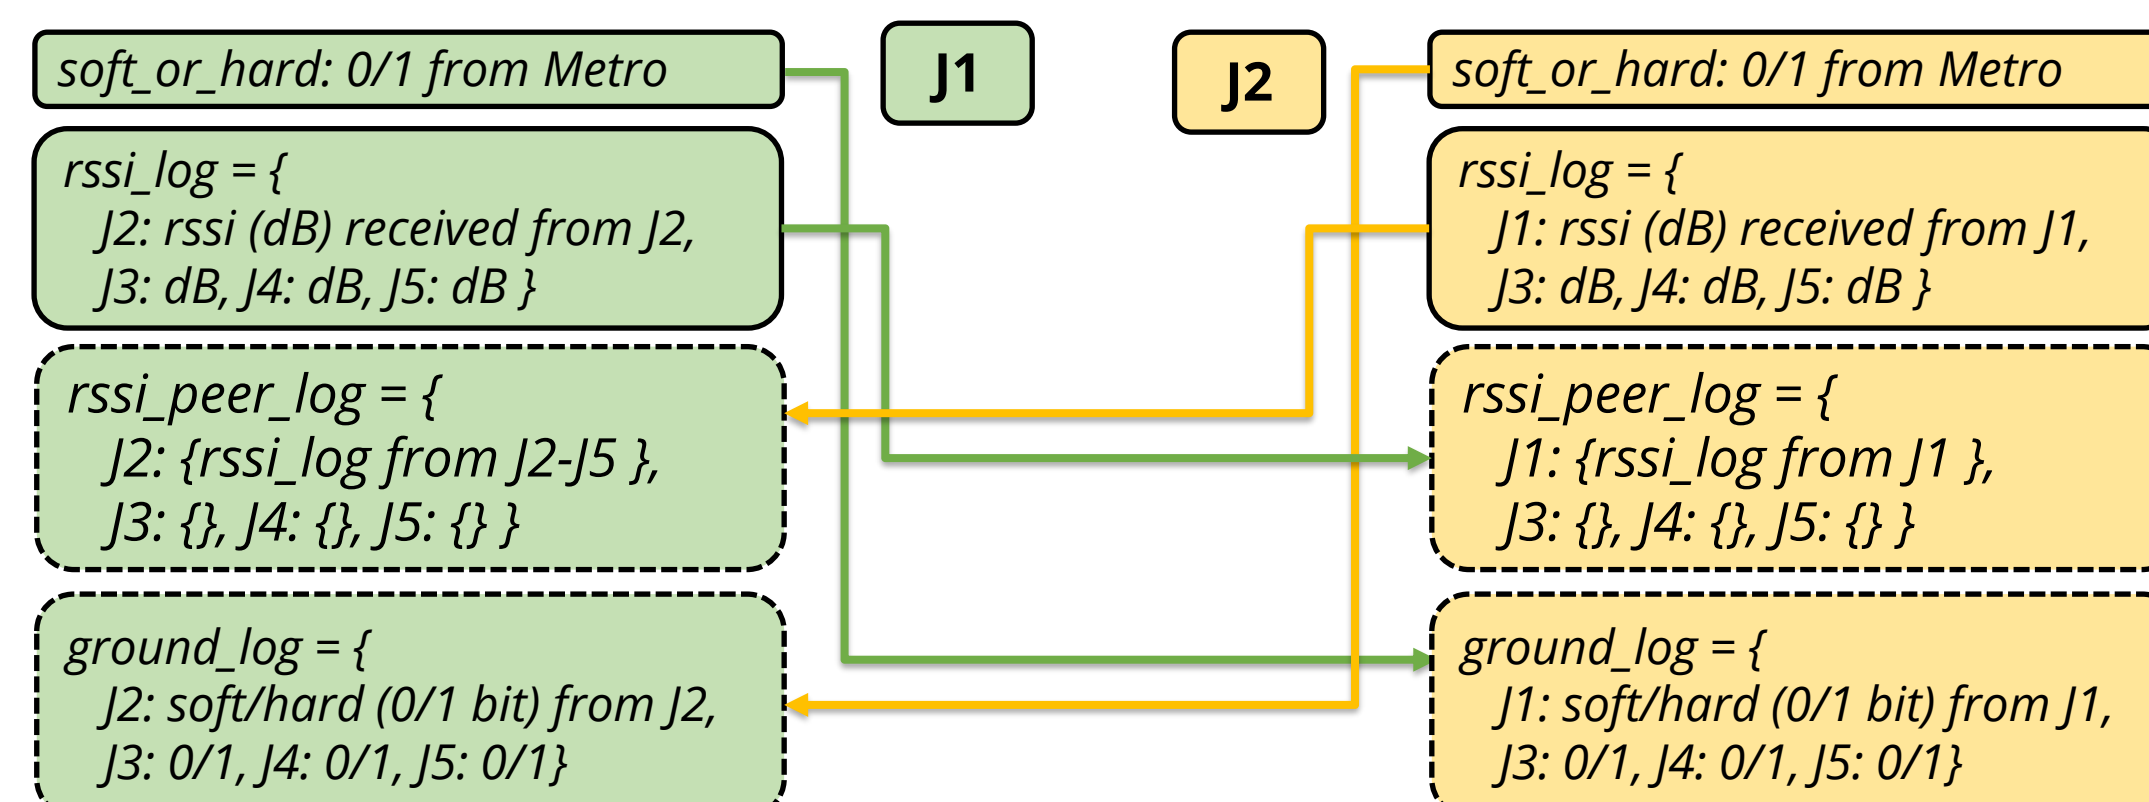 soft_or_hard: 0/1 from Metro
rssi_log = {
J2: rssi (dB) received from J2,
J3: dB, J4: dB, J5: dB }
rssi_peer_log = {
J2: {rssi_log from J2-J5 },
J3: {}, J4: {}, J5: {} }
ground_log = {
J2: soft/hard (0/1 bit) from J2,
J3: 0/1, J4: 0/1, J5: 0/1}
J1
J2
soft_or_hard: 0/1 from Metro
rssi_log = {
J1: rssi (dB) received from J1,
J3: dB, J4: dB, J5: dB }
rssi_peer_log = {
J1: {rssi_log from J1 },
J3: {}, J4: {}, J5: {} }
ground_log = {
J1: soft/hard (0/1 bit) from J1,
J3: 0/1, J4: 0/1, J5: 0/1}